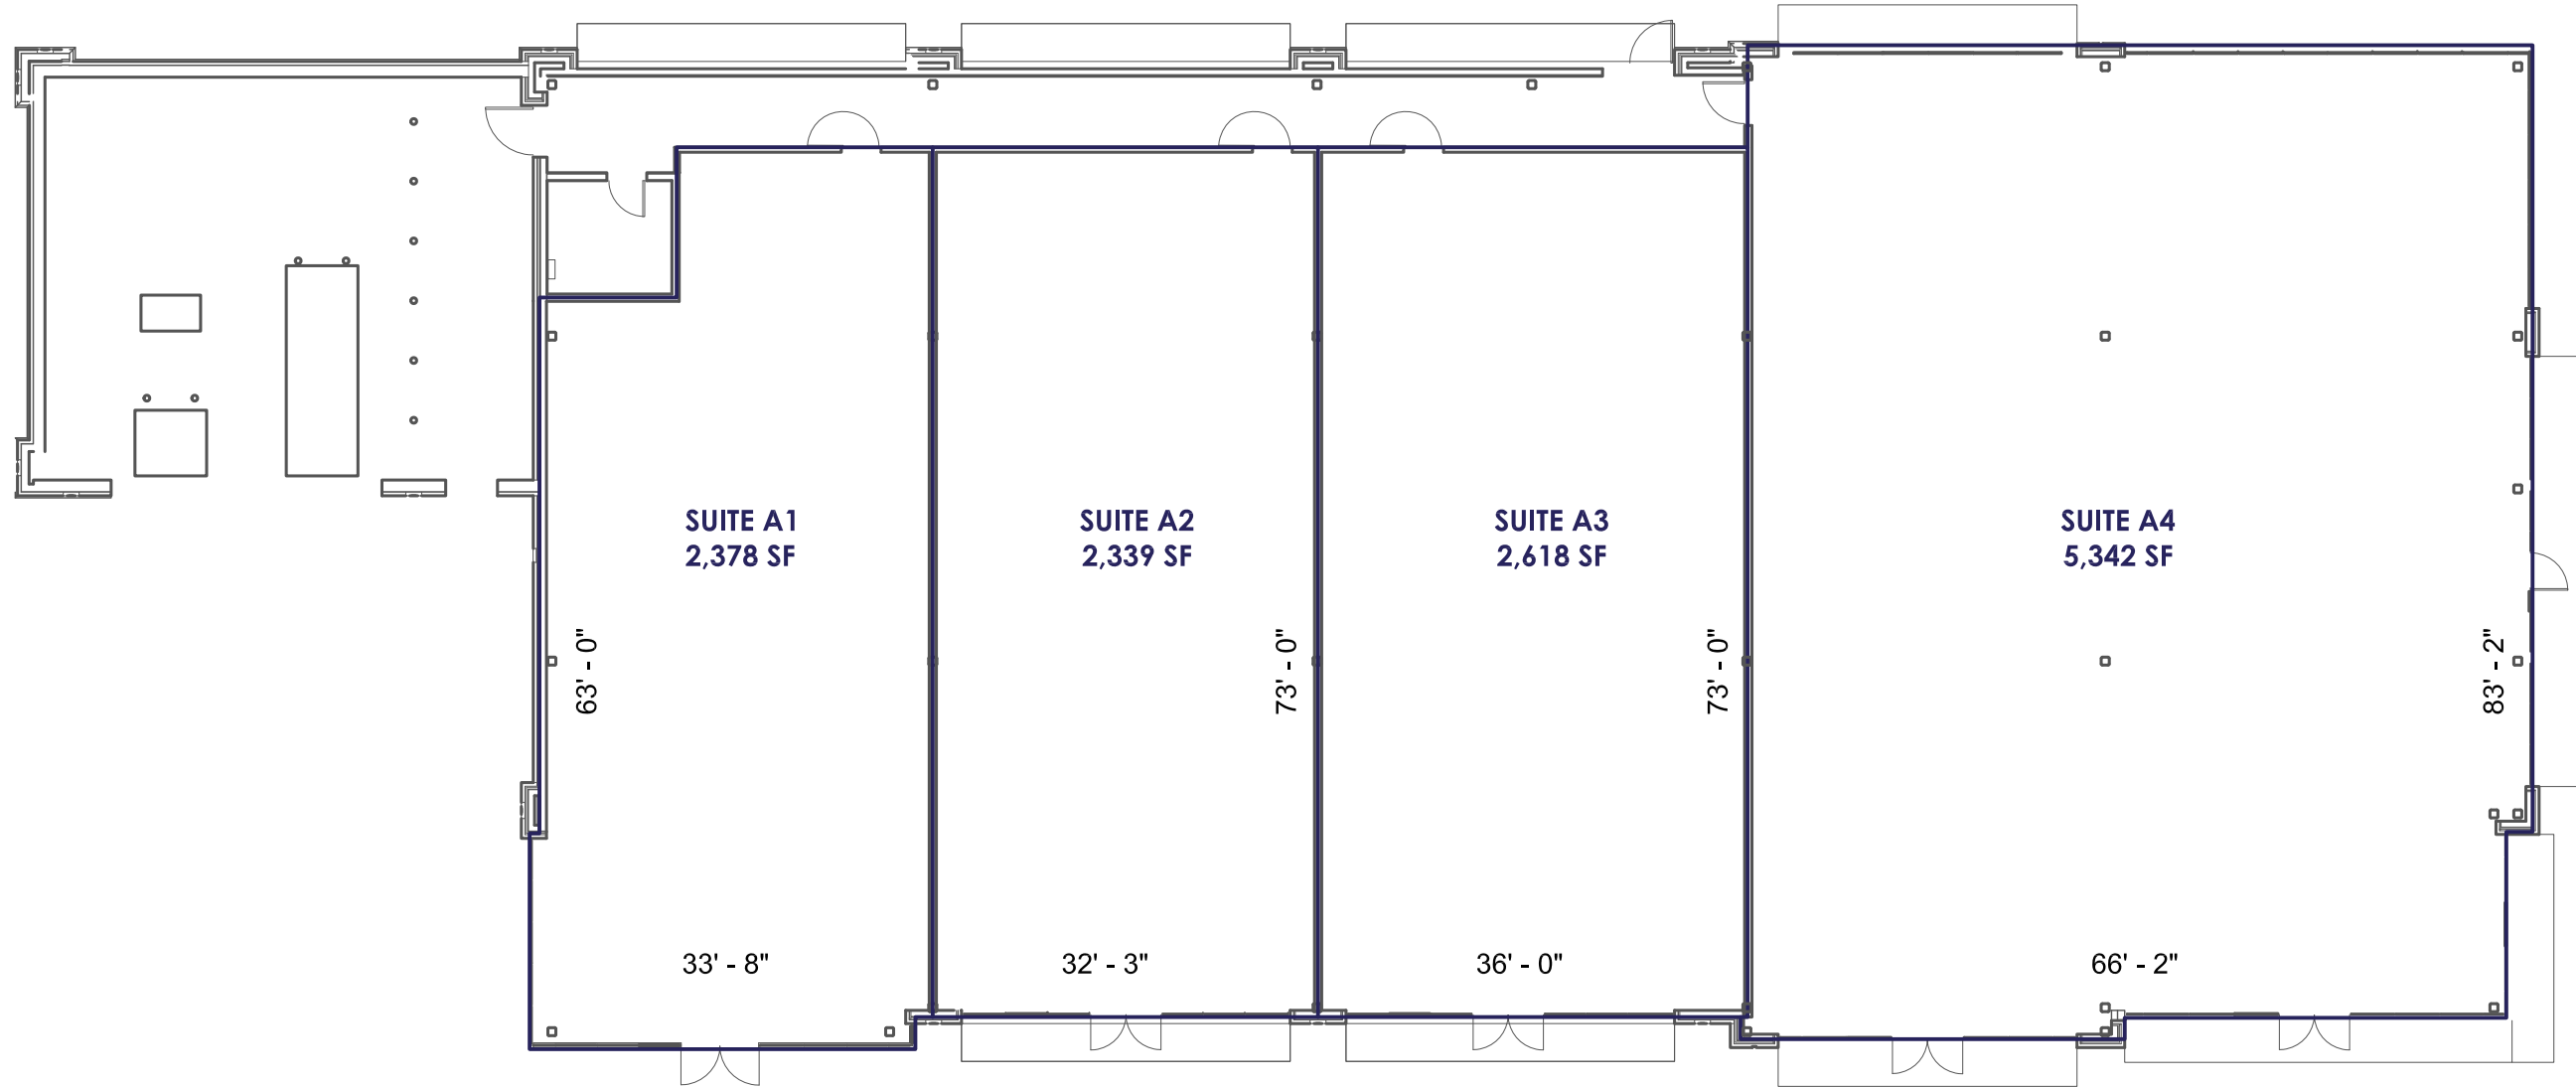 SUITE A1
2,378 SF
SUITE A2
2,339 SF
SUITE A3
2,618 SF
SUITE A4
5,342 SF
63' - 0"
73' - 0"
73' - 0"
83' - 2"
33' - 8"
32' - 3"
36' - 0"
66' - 2"